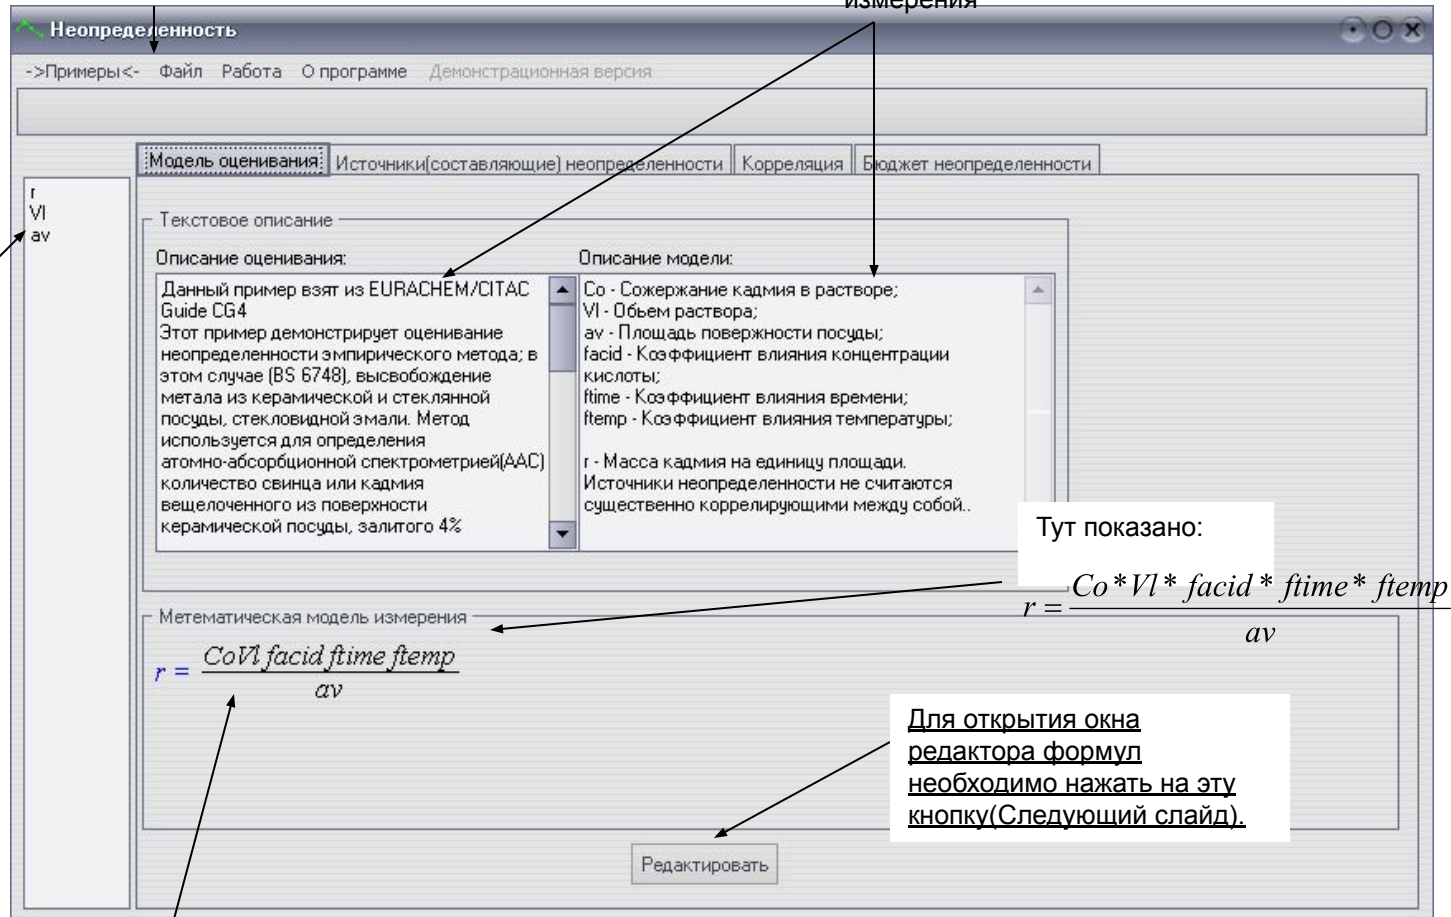 измерения
Неопределенность
->Примеры<- Файл Работа О программе Демонстрационная версия
Модель оценивания Источники(составляющие) неопределенности Корреляция Бюджет неопределенности
r
Vl
av
Текстовое описание
Описание оценивания:
Данный пример взят из EURACHEM/CITAC
Guide CG4
Этот пример демонстрирует оценивание
неопределенности эмпирического метода; в
этом случае (BS 6748), высвобождение
метала из керамической и стеклянной
посуды, стекловидной эмали. Метод
используется для определения
атомно-абсорбционной спектрометрией(ААС)
количество свинца или кадмия
вещелоченного из поверхности
керамической посуды, залитого 4%
Описание модели:
Co - Сожержание кадмия в растворе;
Vl - Обьем раствора;
av - Площадь повержности посуды;
facid - Коэффициент влияния концентрации
кислоты;
ftime - Коэффициент влияния времени;
ftemp - Коэффициент влияния температуры;
r - Масса кадмия на единицу площади.
Источники неопределенности не считаются
существенно коррелирующими между собой..
Тут показано:
r = Co*Vl* facid * ftime* ftemp
av
Метематическая модель измерения
r = CoVl facid ftime ftemp
av
Для открытия окна
редактора формул
необходимо нажать на эту
кнопку(Следующий слайд).
Редактировать